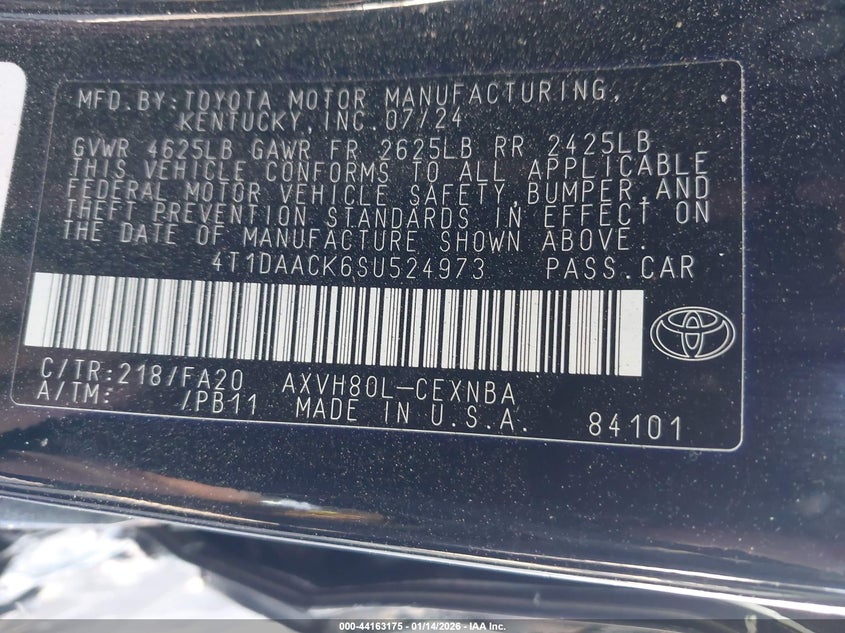 MFD.BY:TOYOTA MOTOR MANUFACTURING,
KENTUCKY, INC.07/24
GVWR 4625LB GAWR FR 2625LB RR 2425LB
THIS VEHICLE CONFORMS TO ALL APPLICABLE
FEDERAL MOTOR VEHICLE SAFETY,BUMPER,AND
THEFT PREVENTION STANDARDS IN EFFECT ON
THE DATE OF MANUFACTURE SHOWN ABOVE.
4T1DAACK6SU524973 PASS.CAR
C/TR:218/FA20 AXVH80L-CEXNBA
A/TM: /PB11 MADE IN U.S.A. 84101
000-44163175 - 01/14/2026 - IAA Inc.